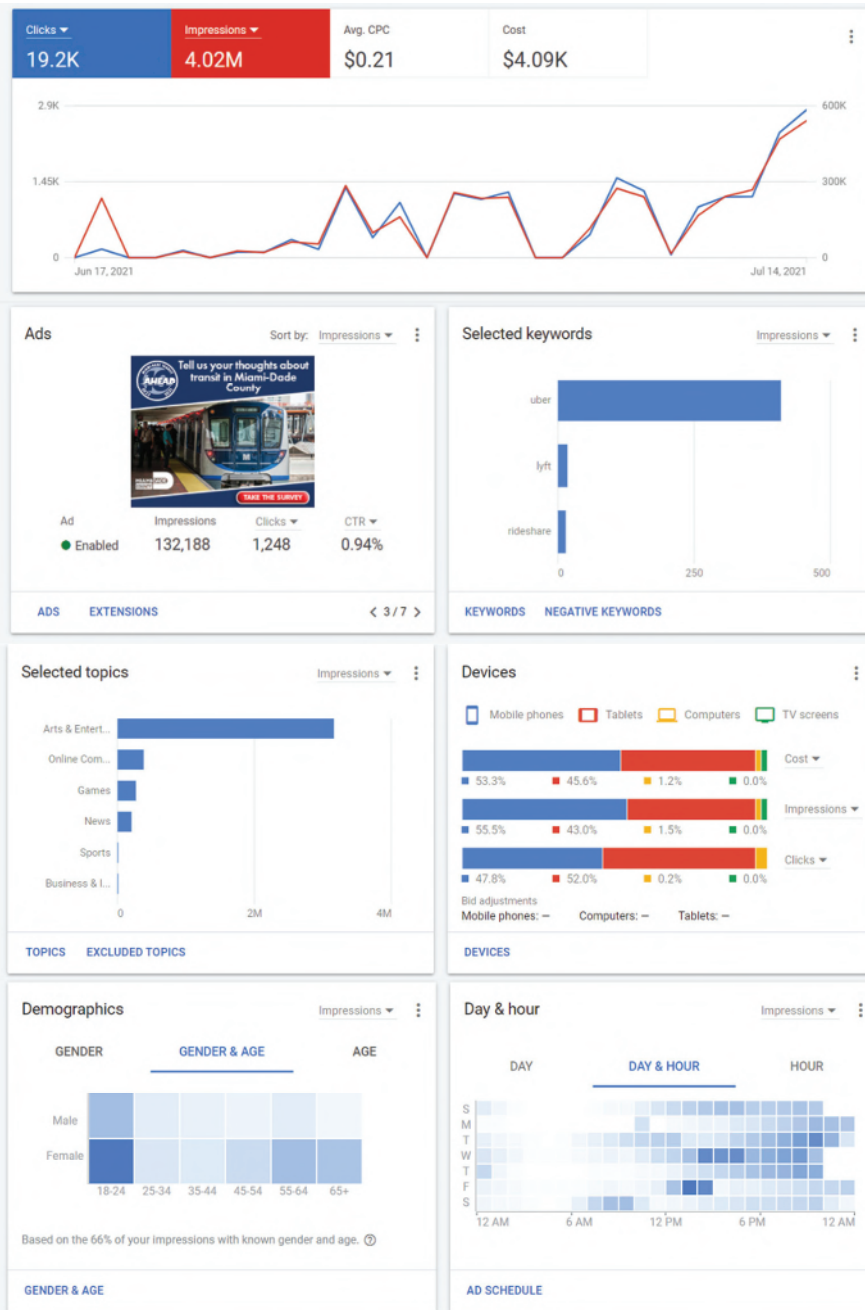 Clicks
Impressions
Avg. CPC
Cost
19.2K
4.02M
$0.21
$4.09K
2.9K
600K
1.45K
300K
0
0
Jun 17, 2021
Jul 14, 2021
Ads
Sort by: Impressions
Tell us your thoughts about
transit in Miami-Dade
County
AHEAD
TAKE THE SURVEY
Ad
Impressions
Clicks
CTR
Enabled
132,188
1,248
0.94%
ADS
EXTENSIONS
< 3 / 7 >
Selected keywords
Impressions
uber
lyft
rideshare
0
250
500
KEYWORDS
NEGATIVE KEYWORDS
Selected topics
Impressions
Arts & Entert...
Online Com...
Games
News
Sports
Business & I...
0
2M
4M
TOPICS
EXCLUDED TOPICS
Devices
Mobile phones
Tablets
Computers
TV screens
Cost
53.3%
45.6%
1.2%
0.0%
Impressions
55.5%
43.0%
1.5%
0.0%
Clicks
47.8%
52.0%
0.2%
0.0%
Bid adjustments
Mobile phones: –
Computers: –
Tablets: –
DEVICES
Demographics
Impressions
GENDER
GENDER & AGE
AGE
Male
Female
18-24
25-34
35-44
45-54
55-64
65+
Based on the 66% of your impressions with known gender and age.
GENDER & AGE
Day & hour
Impressions
DAY
DAY & HOUR
HOUR
S
M
T
W
T
F
S
12 AM
6 AM
12 PM
6 PM
12 AM
AD SCHEDULE